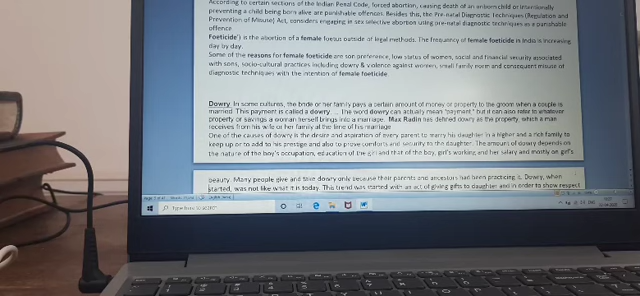 According to certain sections of the Indian Penal Code, forced abortion, causing death of an unborn child or intentionally
preventing a child being born alive are punishable offences. Besides this, the Pre-natal Diagnostic Techniques (Regulation and
Prevention of Misuse) Act, considers engaging in sex selective abortion using pre-natal diagnostic techniques as a punishable
offence
Foeticide') is the abortion of a female foetus outside of legal methods. The frequency of female foeticide in India is increasing
day by day.
Some of the reasons for female foeticide are son preference, low status of women, social and financial security associated
with sons, socio-cultural practices including dowry & violence against women, small family norm and consequent misuse of
diagnostic techniques with the intention of female foeticide
Dowry In some cultures, the bride or her family pays a certain amount of money or property to the groom when a couple is
married. This payment is called a dowry. ... The word dowry can actually mean "payment," but it can also refer to whatever
property or savings a woman herself brings into a marriage. Max Radin has defined dowry as the property, which a man
receives from his wife or her family at the time of his marriage
One of the causes of dowry is the desire and aspiration of every parent to marry his daughter in a higher and a rich family to
keep up or to add to his prestige and also to prove comforts and security to the daughter. The amount of dowry depends on
the nature of the boy's occupation, education of the girl and that of the boy, girl's working and her salary and mostly on girl's
beauty. Many people give and take dowry only because their parents and ancestors had been practicing it. Dowry, when
started, was not like what it is today. This trend was started with an act of giving gifts to daughter and in order to show respect
Type here to search